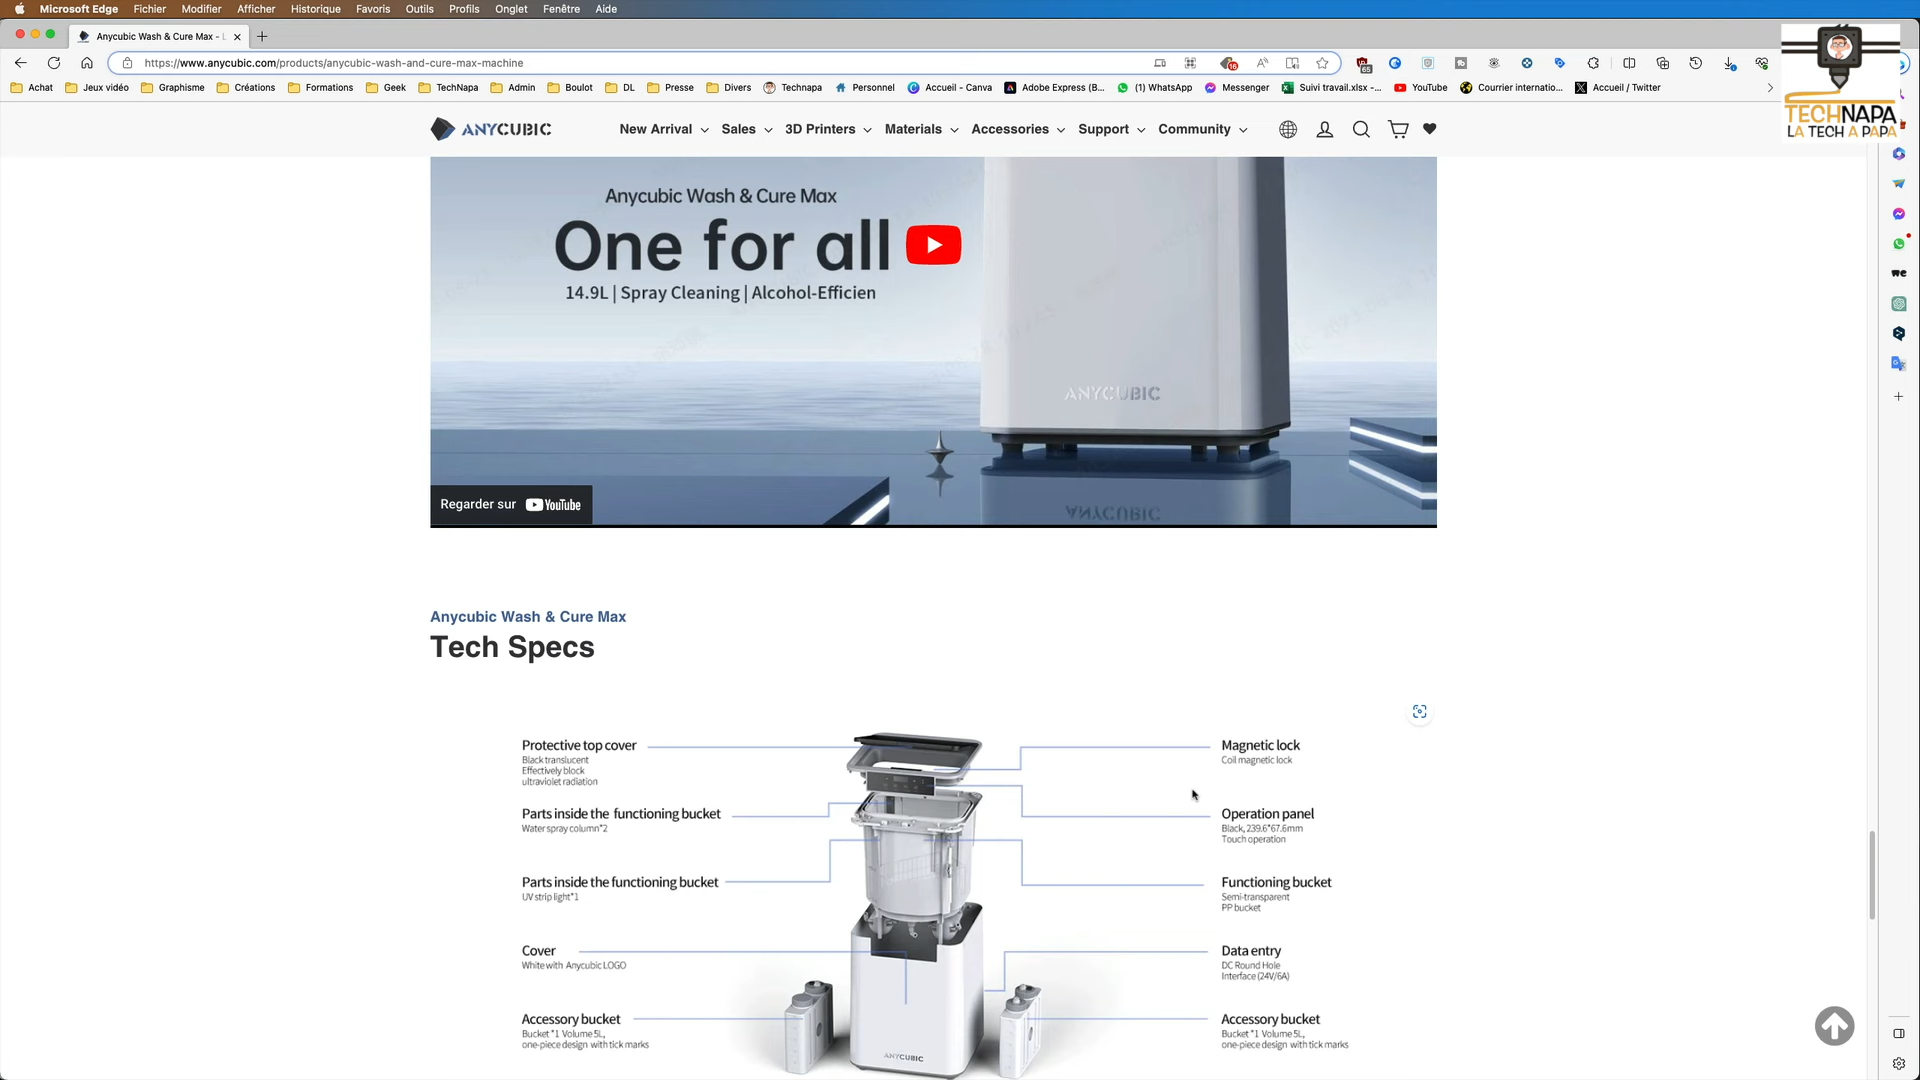 Microsoft Edge Fichier Modifier Afficher Historique Favoris Outils Profils Onglet Fenêtre Aide
Anycubic Wash & Cure Max -
https://www.anycubic.com/products/anycubic-wash-and-cure-max-machine
16
65
Achat Jeux vidéo Graphisme Créations Formations Geek TechNapa Admin Boulot DL Presse Divers Technapa Personnel Accueil - Canva Adobe Express (B... (1) WhatsApp Messenger Suivi travail.xlsx -... YouTube Courrier internatio... Accueil / Twitter
TECHNAPA
LA TECH A PAPA
ANYCUBIC New Arrival Sales 3D Printers Materials Accessories Support Community
Anycubic Wash & Cure Max
One for all
14.9L | Spray Cleaning | Alcohol-Efficien
ANYCUBIC
Regarder sur YouTube
ANYCUBIC
Anycubic Wash & Cure Max
Tech Specs
Protective top cover
Black translucent
Effectively block
ultraviolet radiation
Magnetic lock
Coil magnetic lock
Parts inside the functioning bucket
Water spray column*2
Operation panel
Black, 239.6*67.6mm
Touch operation
Parts inside the functioning bucket
UV strip light*1
Functioning bucket
Semi-transparent
PP bucket
Cover
White with Anycubic LOGO
Data entry
DC Round Hole
Interface (24V/6A)
Accessory bucket
Bucket *1 Volume 5L,
one-piece design with tick marks
Accessory bucket
Bucket *1 Volume 5L,
one-piece design with tick marks
ANYCUBIC